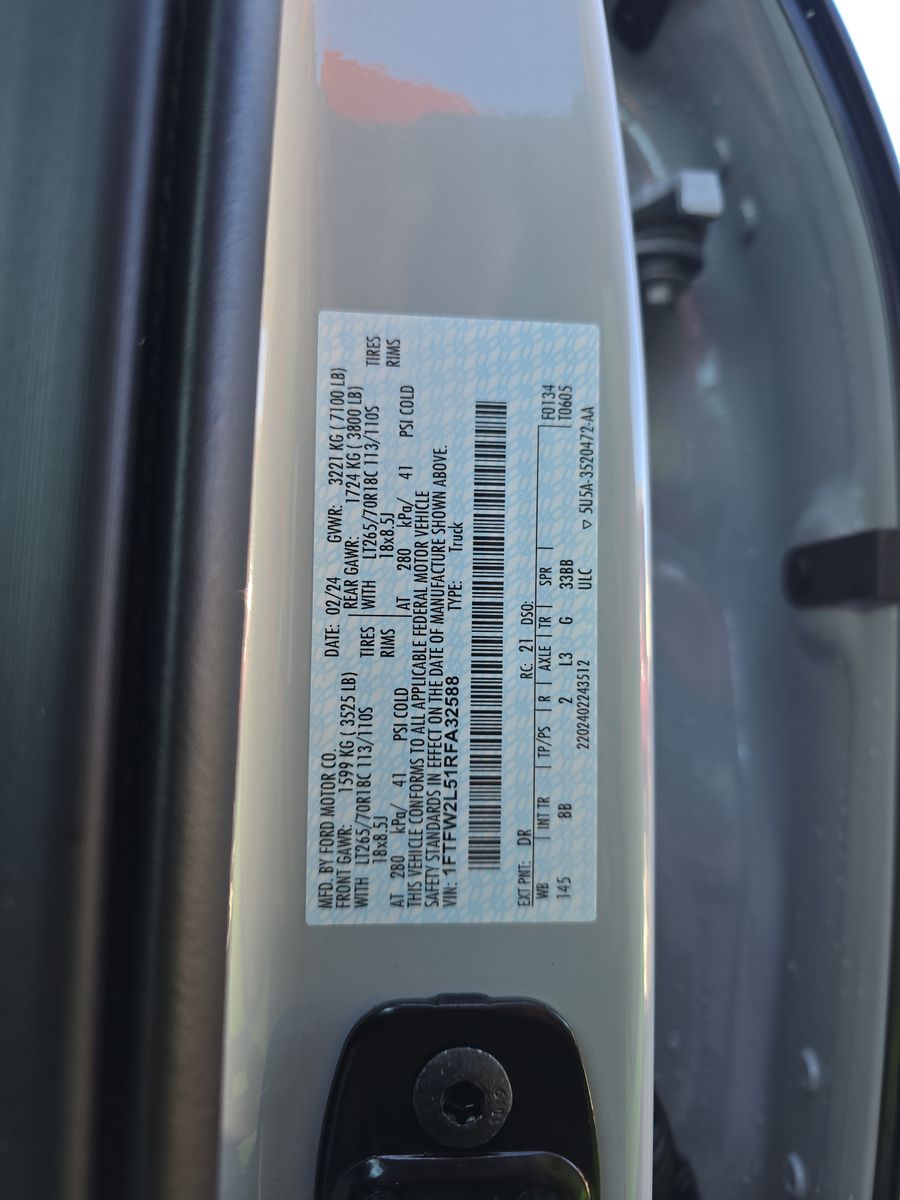 MFD. BY FORD MOTOR CO.
DATE: 02/24 GVWR: 3221 KG ( 7100 LB)
FRONT GAWR: 1599 KG ( 3525 LB) REAR GAWR: 1724 KG ( 3800 LB)
WITH LT265/70R18C 113/110S TIRES WITH LT265/70R18C 113/110S TIRES
18x8.5J RIMS 18x8.5J RIMS
AT 280 kPa/ 41 PSI COLD AT 280 kPa/ 41 PSI COLD
THIS VEHICLE CONFORMS TO ALL APPLICABLE FEDERAL MOTOR VEHICLE
SAFETY STANDARDS IN EFFECT ON THE DATE OF MANUFACTURE SHOWN ABOVE.
VIN: 1FTFW2L51RFA32588 TYPE: Truck
EXT PNT: DR RC: 21 DSO: F0134
WB INT TR TP/PS R AXLE TR SPR T0605
145 8B 2 L3 G 33BB
2202402243512 ULC ▽ 5U5A-3520472-AA